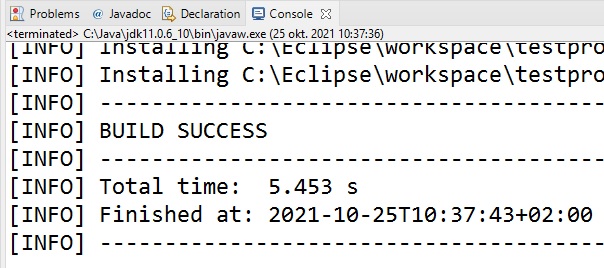 Problems @ Javadoc Declaration Console
<terminated> C:\Java\jdk11.0.6_10\bin\javaw.exe (25 okt. 2021 10:37:36)
[INFO] Installing C:\Eclipse\workspace\testpro
[INFO] Installing C:\Eclipse\workspace\testpro
[INFO] ---------------------------------
[INFO] BUILD SUCCESS
[INFO] ---------------------------------
[INFO] Total time:  5.453 s
[INFO] Finished at: 2021-10-25T10:37:43+02:00
[INFO] ---------------------------------